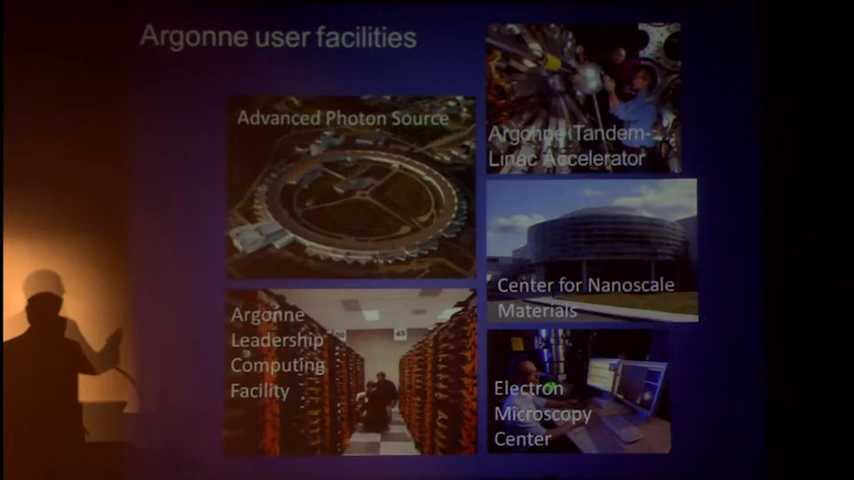 Argonne user facilities
Advanced Photon Source
Argonne Tandem-
Linac Accelerator
Center for Nanoscale
Materials
Argonne
Leadership
Computing
Facility
45
Electron
Microscopy
Center